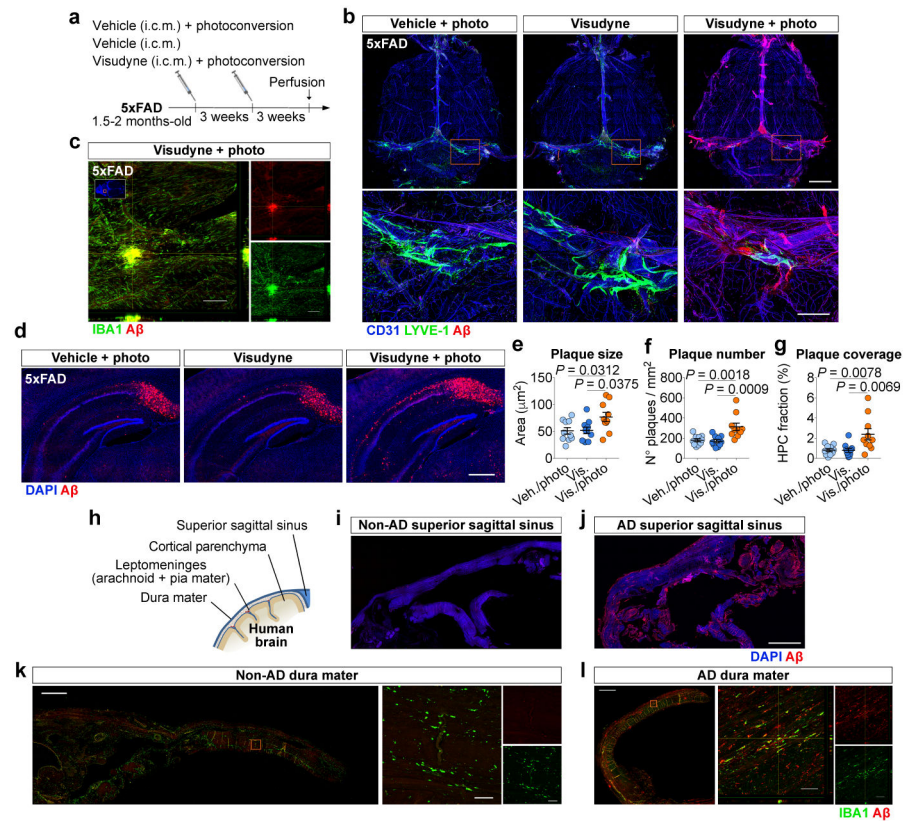 a
Vehicle (i.c.m.) + photoconversion
Vehicle (i.c.m.)
Visudyne (i.c.m.) + photoconversion
Perfusion
5xFAD
3 weeks
3 weeks
1.5-2 months-old
b
Vehicle + photo
Visudyne
Visudyne + photo
5xFAD
CD31 LYVE-1 Aβ
c
Visudyne + photo
5xFAD
IBA1 Aβ
d
Vehicle + photo
Visudyne
Visudyne + photo
5xFAD
DAPI Aβ
e
Plaque size
P = 0.0312
P = 0.0375
Area (μm²)
150
100
50
0
Veh./photo
Vis.
Vis./photo
f
Plaque number
P = 0.0018
P = 0.0009
N° plaques / mm²
800
600
400
200
0
Veh./photo
Vis.
Vis./photo
g
Plaque coverage
P = 0.0078
P = 0.0069
HPC fraction (%)
8
6
4
2
0
Veh./photo
Vis.
Vis./photo
h
Superior sagittal sinus
Cortical parenchyma
Leptomeninges
(arachnoid + pia mater)
Dura mater
Human
brain
i
Non-AD superior sagittal sinus
j
AD superior sagittal sinus
DAPI Aβ
k
Non-AD dura mater
l
AD dura mater
IBA1 Aβ